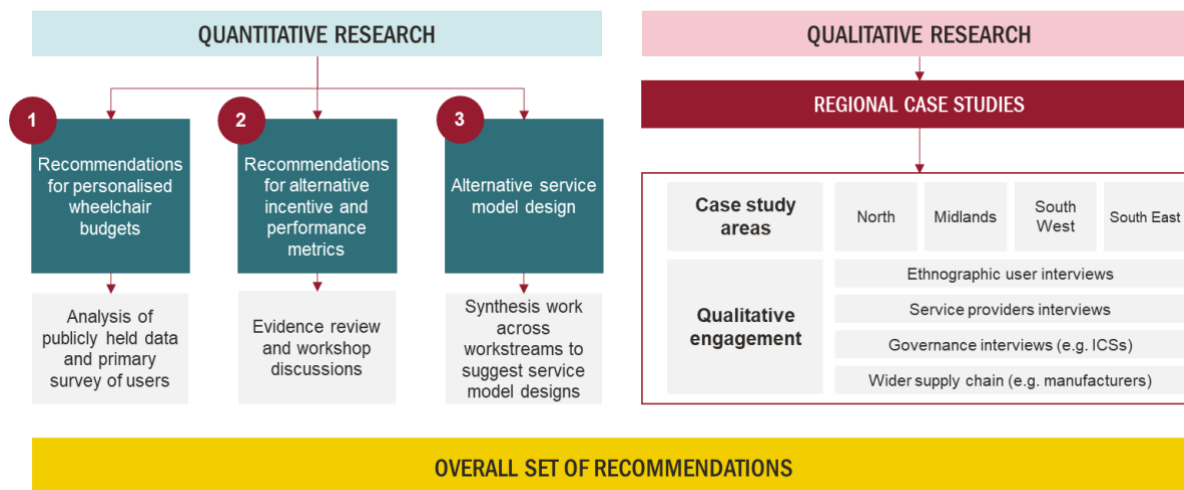 QUANTITATIVE RESEARCH
1
Recommendations
for personalised
wheelchair
budgets
Analysis of
publicly held data
and primary
survey of users
2
Recommendations
for alternative
incentive and
performance
metrics
Evidence review
and workshop
discussions
3
Alternative service
model design
Synthesis work
across
workstreams to
suggest service
model designs
QUALITATIVE RESEARCH
REGIONAL CASE STUDIES
Case study
areas
North
Midlands
South
West
South East
Qualitative
engagement
Ethnographic user interviews
Service providers interviews
Governance interviews (e.g. ICSs)
Wider supply chain (e.g. manufacturers)
OVERALL SET OF RECOMMENDATIONS